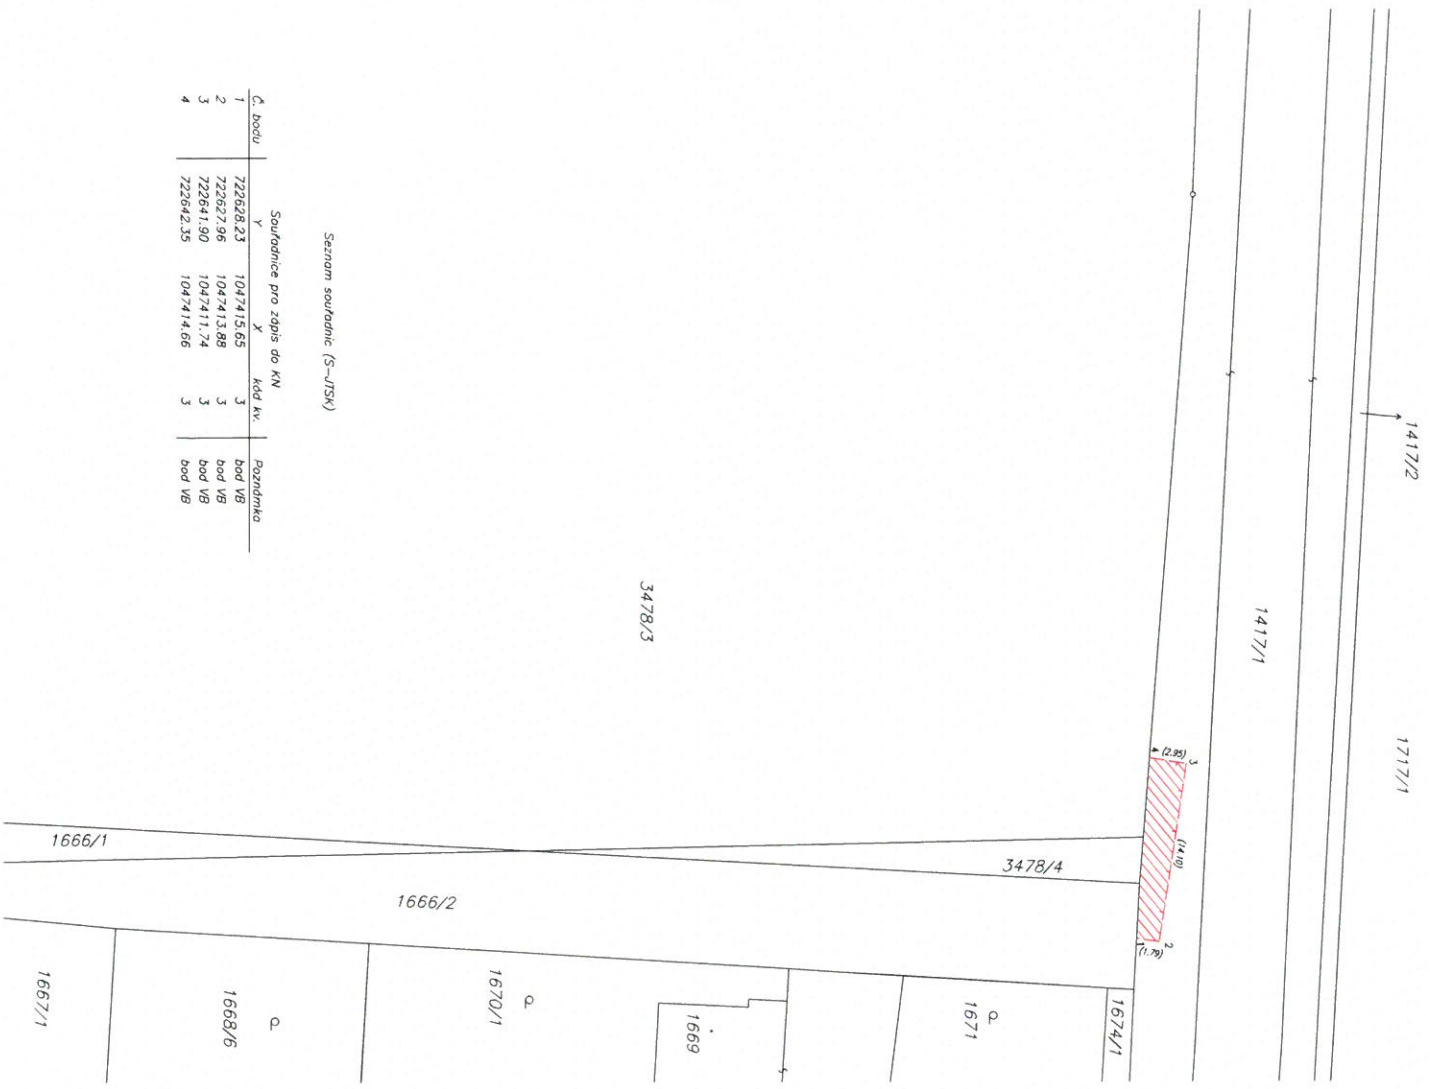 1417/2
1717/1
1417/1
3
(2.95)
(14.10)
2
1
(1.79)
3478/3
3478/4
1666/1
1666/2
1674/1
1671
1669
1670/1
1668/6
1667/1
Seznam souřadnic (S-JTSK)
Souřadnice pro zápis do KN
Č. bodu Y X kód kv. Poznámka
1 722628.23 1047415.65 3 bod VB
2 722627.96 1047413.88 3 bod VB
3 722641.90 1047411.74 3 bod VB
4 722642.35 1047414.66 3 bod VB